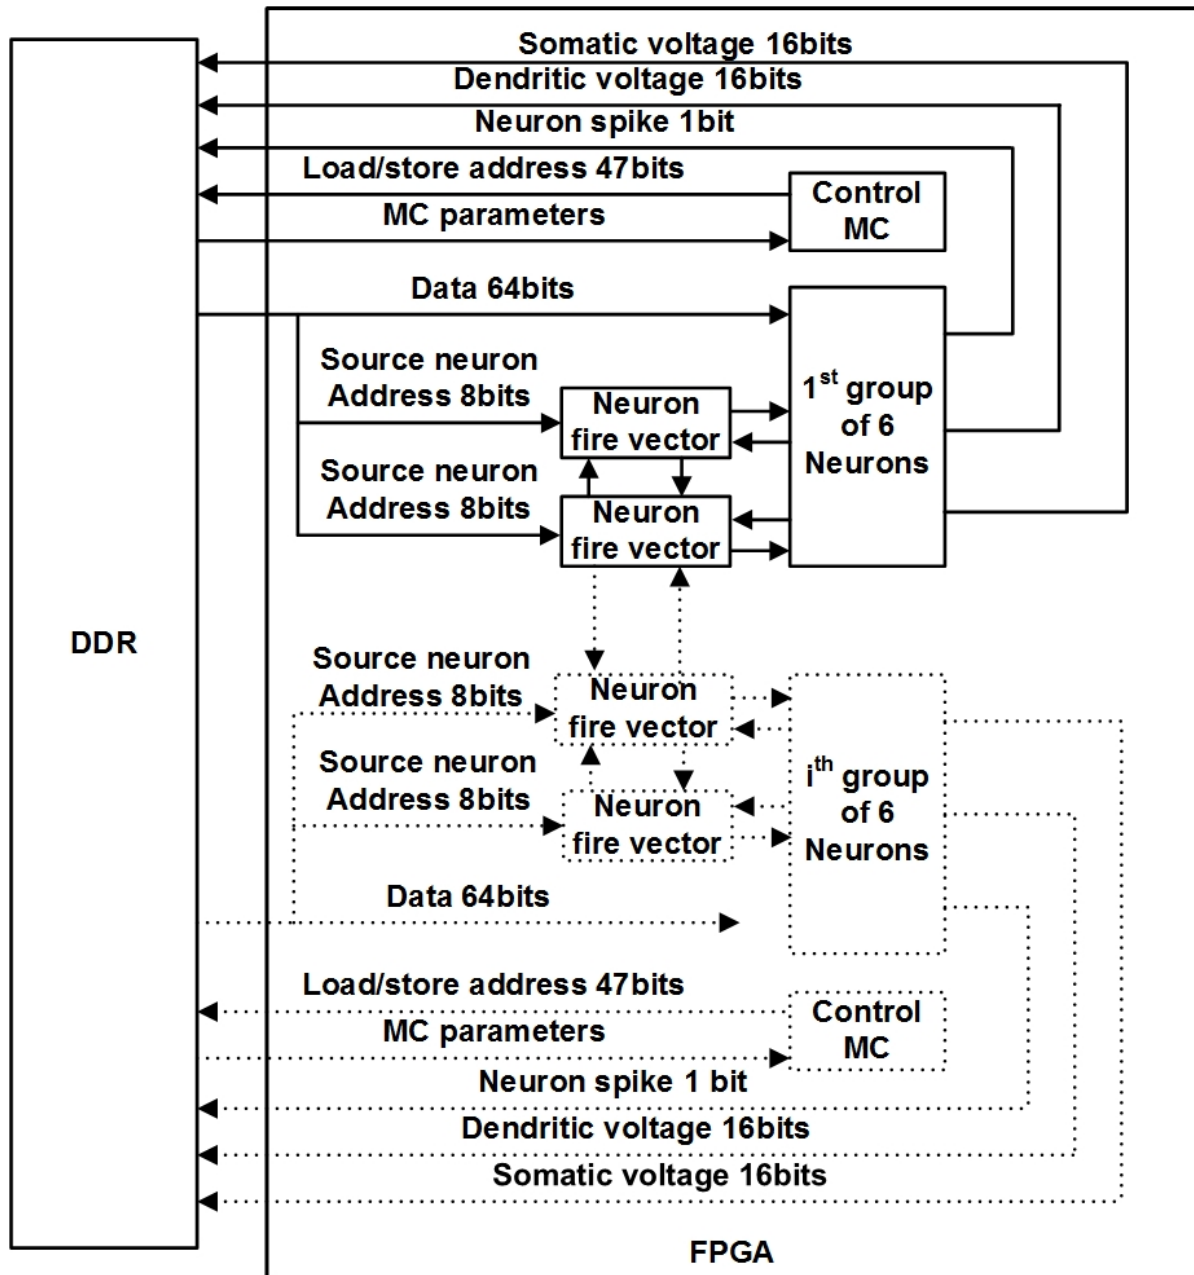 Somatic voltage 16bits
Dendritic voltage 16bits
Neuron spike 1bit
Load/store address 47bits
Control
MC
MC parameters
Data 64bits
Source neuron
Address 8bits
Neuron
fire vector
1st group
of 6
Neurons
Source neuron
Address 8bits
Neuron
fire vector
DDR
Source neuron
Address 8bits
Neuron
fire vector
Source neuron
Address 8bits
Neuron
fire vector
ith group
of 6
Neurons
Data 64bits
Load/store address 47bits
Control
MC
MC parameters
Neuron spike 1 bit
Dendritic voltage 16bits
Somatic voltage 16bits
FPGA